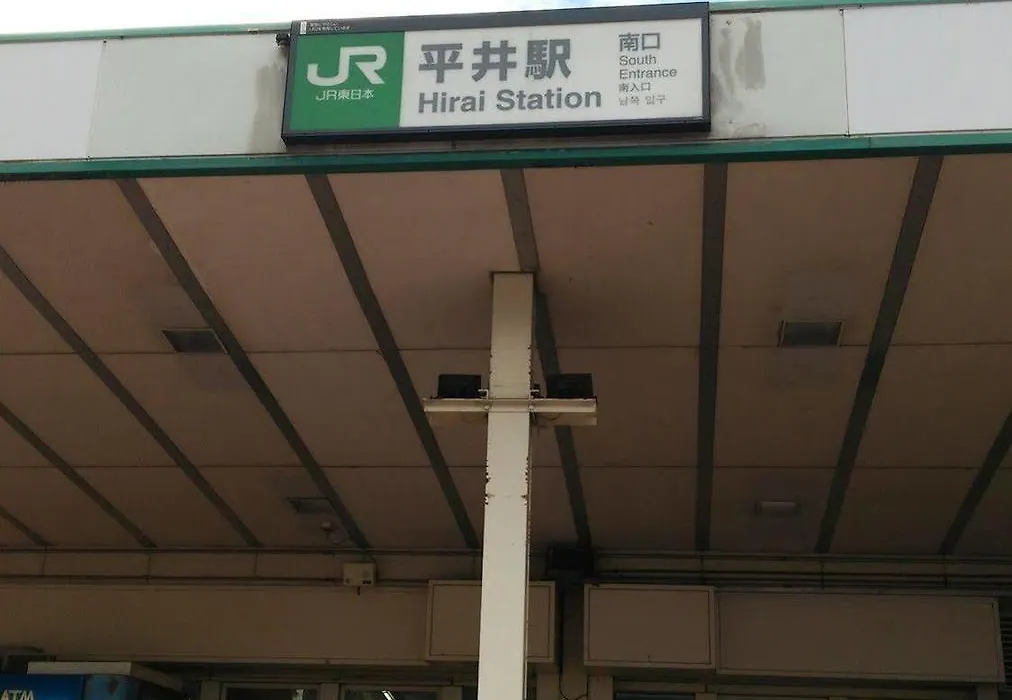 JR
JR東日本
平井駅
Hirai Station
南口
South
Entrance
南入口
남쪽 입구
ATM